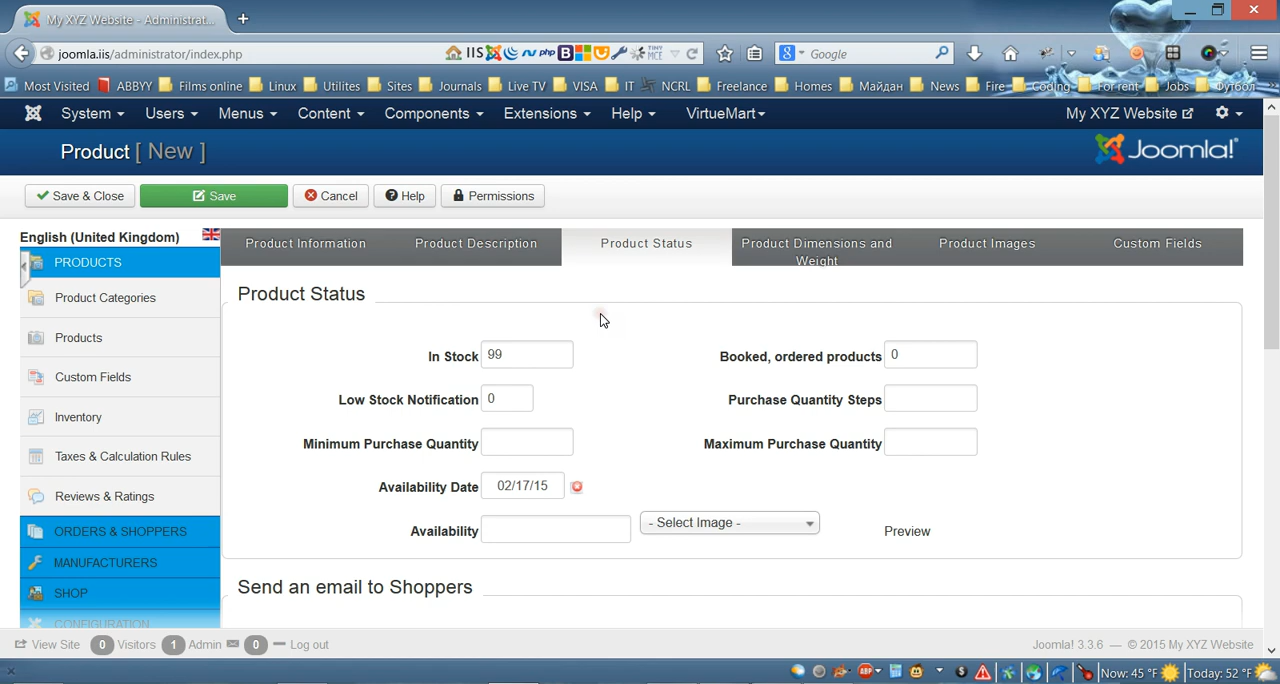 My XYZ Website - Administrat...
joomla.iis/administrator/index.php
IIS php B TINY MCE
Google
Most Visited ABBYY Films online Linux Utilites Sites Journals Live TV VISA IT NCRL Freelance Homes Майдан News Fire Coding For rent Jobs Футбол
System Users Menus Content Components Extensions Help VirtueMart My XYZ Website
Product [ New ]
Joomla!
Save & Close Save Cancel Help Permissions
English (United Kingdom)
Product Information Product Description Product Status Product Dimensions and Weight Product Images Custom Fields
PRODUCTS
Product Categories
Products
Custom Fields
Inventory
Taxes & Calculation Rules
Reviews & Ratings
ORDERS & SHOPPERS
MANUFACTURERS
SHOP
CONFIGURATION
Product Status
In Stock 99 Booked, ordered products 0
Low Stock Notification 0 Purchase Quantity Steps
Minimum Purchase Quantity Maximum Purchase Quantity
Availability Date 02/17/15
Availability - Select Image - Preview
Send an email to Shoppers
View Site 0 Visitors 1 Admin 0 Log out Joomla! 3.3.6 — © 2015 My XYZ Website
ABP Now: 45 °F Today: 52 °F